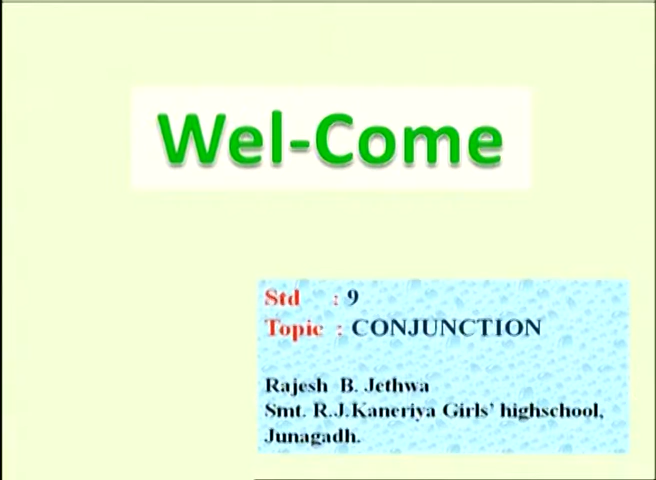 Wel-Come
Std : 9
Topic : CONJUNCTION
Rajesh B. Jethwa
Smt. R.J.Kaneriya Girls' highschool,
Junagadh.